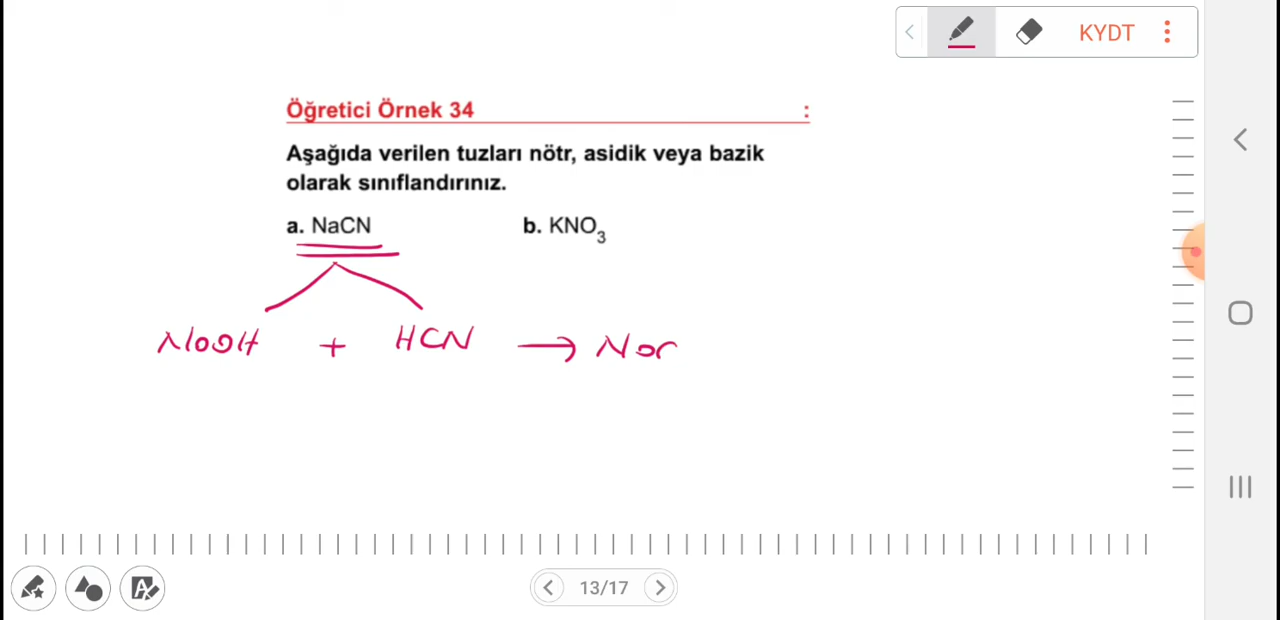 KYDT
Öğretici Örnek 34 :
Aşağıda verilen tuzları nötr, asidik veya bazik
olarak sınıflandırınız.
a. NaCN b. KNO₃
NaOH + HCN → Nac
13/17